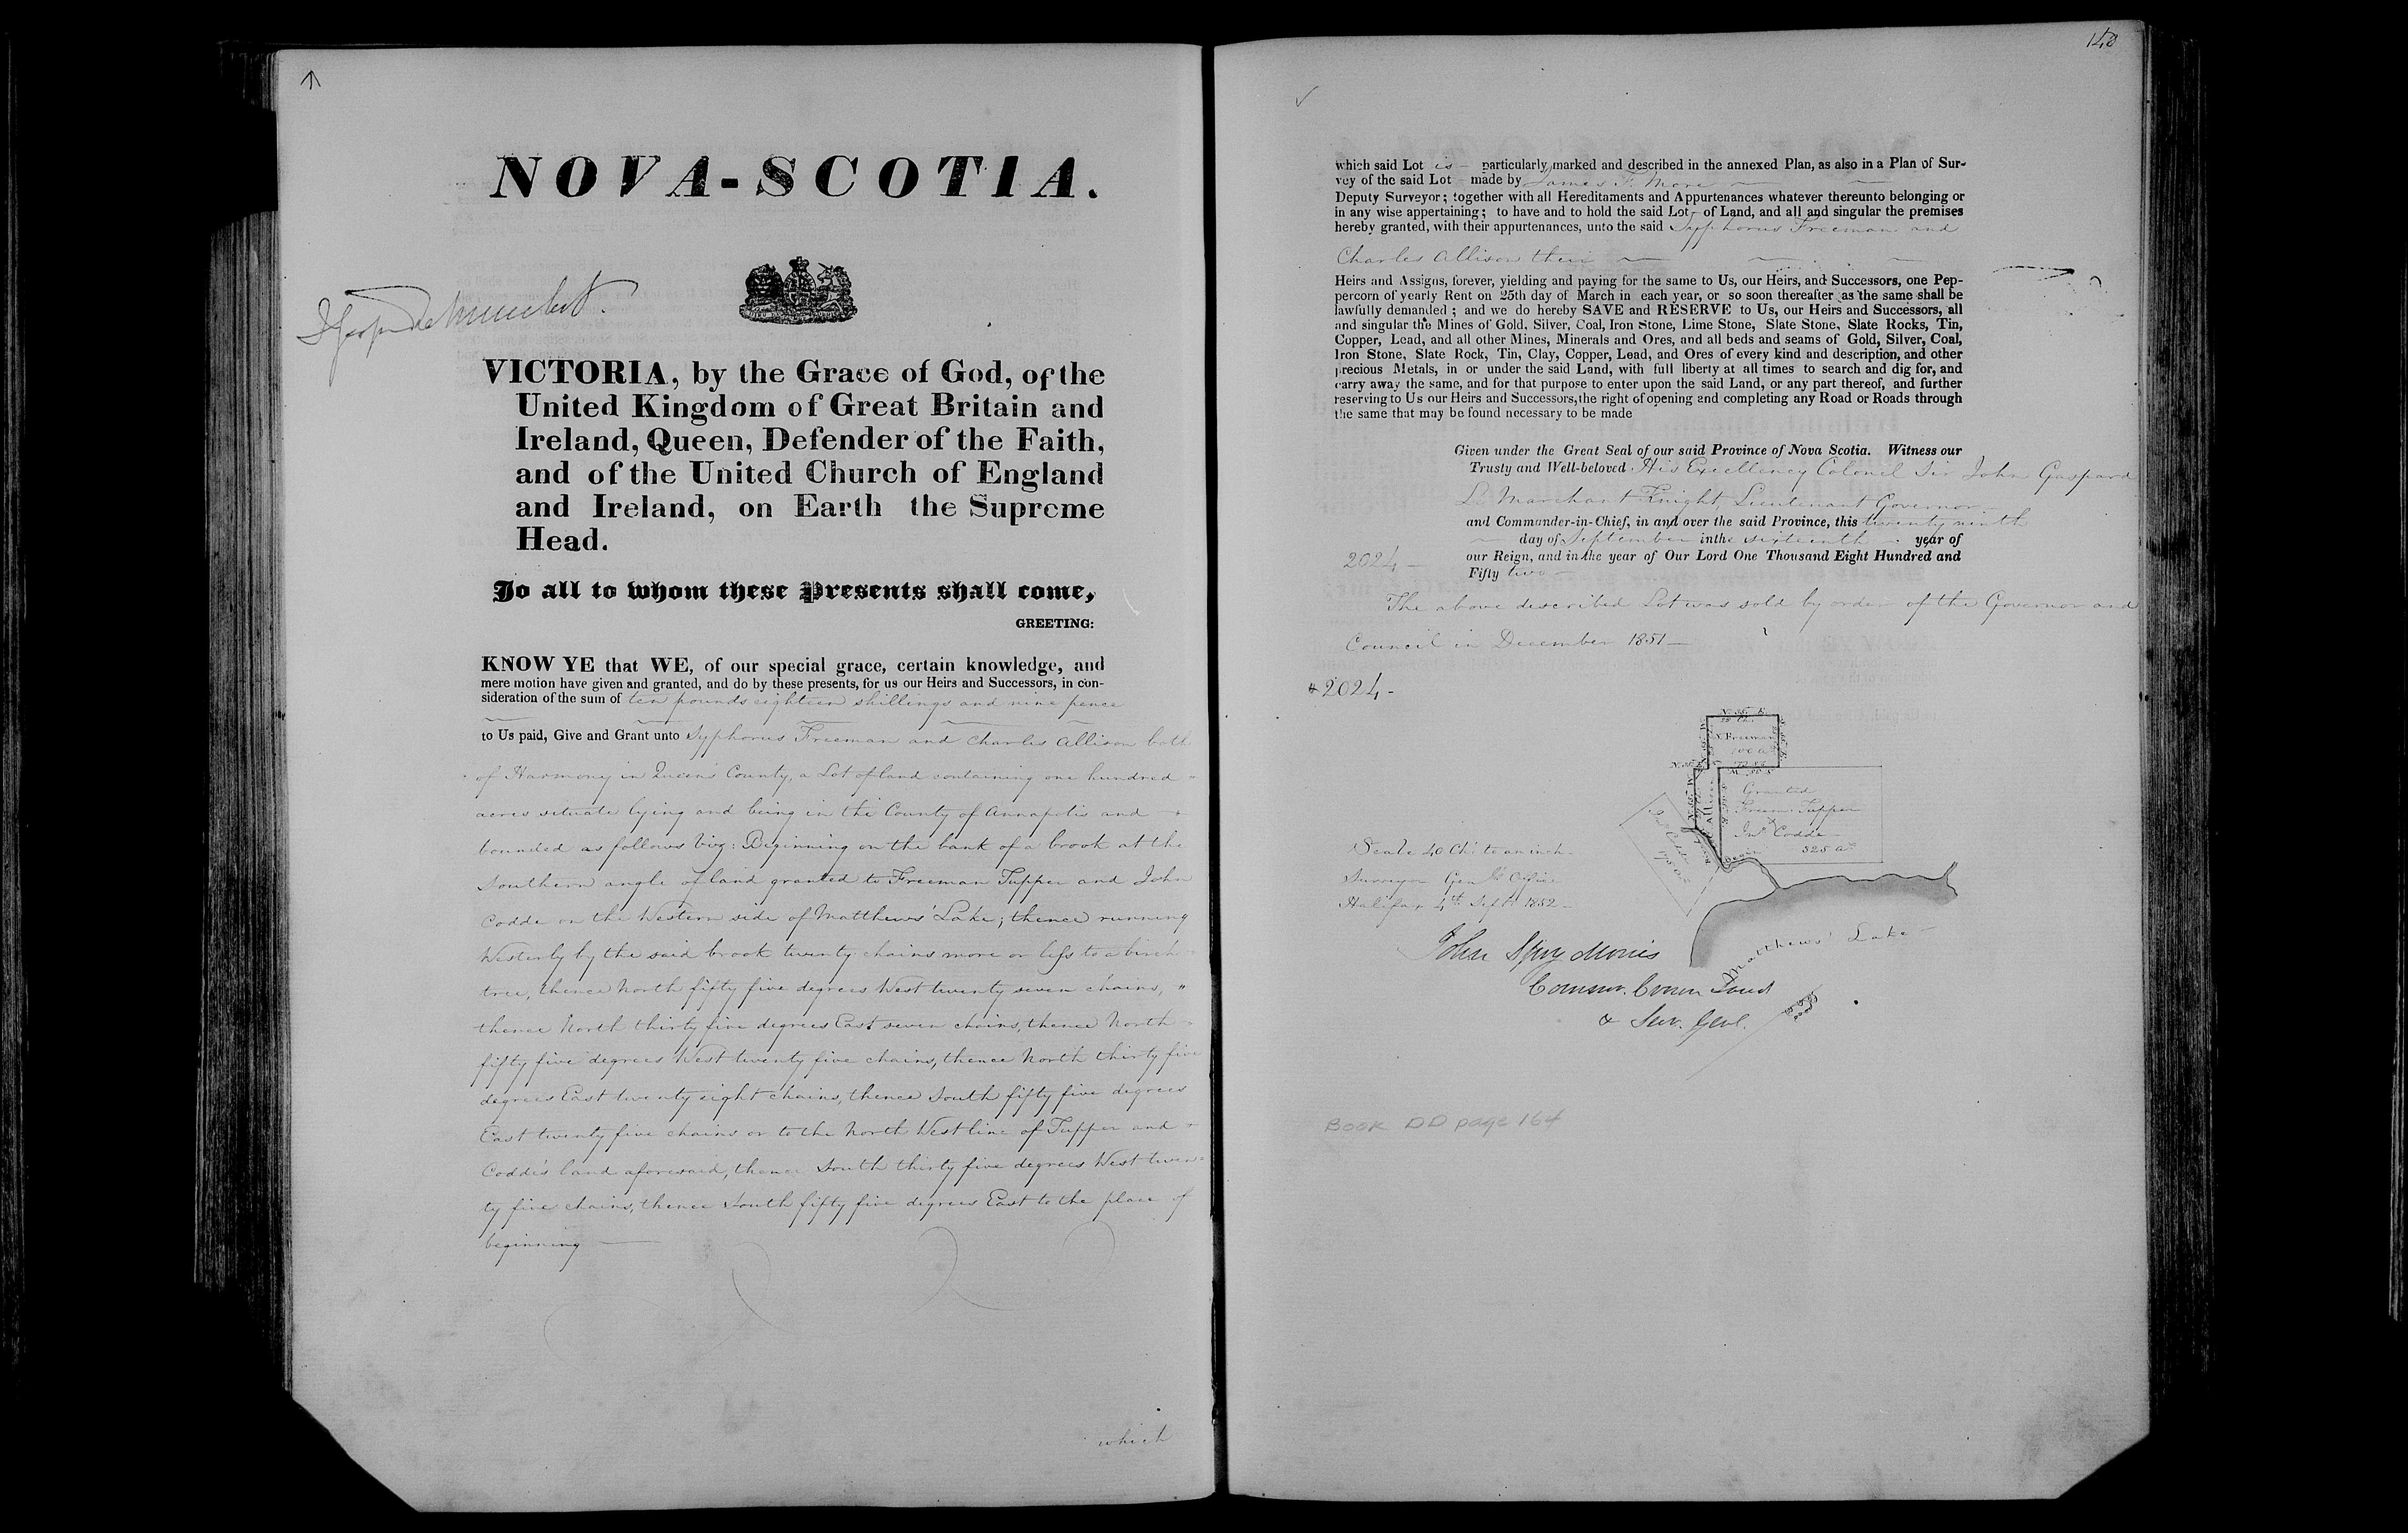 NOVA-SCOTIA.
VICTORIA, by the Grace of God, of the
United Kingdom of Great Britain and
Ireland, Queen, Defender of the Faith,
and of the United Church of England
and Ireland, on Earth the Supreme
Head.
To all to whom these Presents shall come,
GREETING:
KNOW YE that WE, of our special grace, certain knowledge, and
mere motion have given and granted, and do by these presents, for us our Heirs and Successors, in con-
sideration of the sum of ten pounds eighteen shillings and nine pence
to Us paid, Give and Grant unto Syphorus Freeman and Charles Allison both
of Harmony in Queen's County, a Lot of land containing one hundred
acres situate lying and being in the County of Annapolis and
bounded as follows Viz: Beginning on the bank of a brook at the
Southern angle of land granted to Freeman Tupper and John
Codde on the Western side of Matthews' Lake; thence running
Westerly by the said brook twenty chains more or less to a birch
tree, thence North fifty five degrees West twenty seven chains, "
thence North thirty five degrees East seven chains, thence North
fifty five degrees West twenty five chains, thence North thirty five
degrees East twenty eight chains, thence South fifty five degrees
East twenty five chains or to the North West line of Tupper and
Codde's land aforesaid, thence South thirty five degrees West twen
ty five chains, thence South fifty five degrees East to the place of
beginning
which
148
which said Lot is particularly marked and described in the annexed Plan, as also in a Plan of Sur-
vey of the said Lot made by James F. More
Deputy Surveyor; together with all Hereditaments and Appurtenances whatever thereunto belonging or
in any wise appertaining; to have and to hold the said Lot of Land, and all and singular the premises
hereby granted, with their appurtenances, unto the said Syphorus Freeman and
Charles Allison their
Heirs and Assigns, forever, yielding and paying for the same to Us, our Heirs, and Successors, one Pep-
percorn of yearly Rent on 25th day of March in each year, or so soon thereafter as the same shall be
lawfully demanded; and we do hereby SAVE and RESERVE to Us, our Heirs and Successors, all
and singular the Mines of Gold, Silver, Coal, Iron Stone, Lime Stone, Slate Stone, Slate Rocks, Tin,
Copper, Lead, and all other Mines, Minerals and Ores, and all beds and seams of Gold, Silver, Coal,
Iron Stone, Slate Rock, Tin, Clay, Copper, Lead, and Ores of every kind and description, and other
precious Metals, in or under the said Land, with full liberty at all times to search and dig for, and
carry away the same, and for that purpose to enter upon the said Land, or any part thereof, and further
reserving to Us our Heirs and Successors, the right of opening and completing any Road or Roads through
the same that may be found necessary to be made
Given under the Great Seal of our said Province of Nova Scotia. Witness our
Trusty and Well-beloved His Excellency Colonel Sir John Gaspard
Le Marchant Knight, Lieutenant Governor
and Commander-in-Chief, in and over the said Province, this twenty ninth
day of September in the sixteenth year of
2024 our Reign, and in the year of Our Lord One Thousand Eight Hundred and
Fifty two
The above described Lot was sold by order of the Governor and
Council in December 1851
2024
S. Freeman
100 a
Granted
Freem. Tupper
Jno. Codde
325 ac
Scale 40 Chs. to an inch
Surveyor Genl's Office
Halifax 4th Sept. 1852
Matthews' Lake
John Spry Morris
Commr. Crown Lands
& Sur. Genl.
BOOK DD page 164